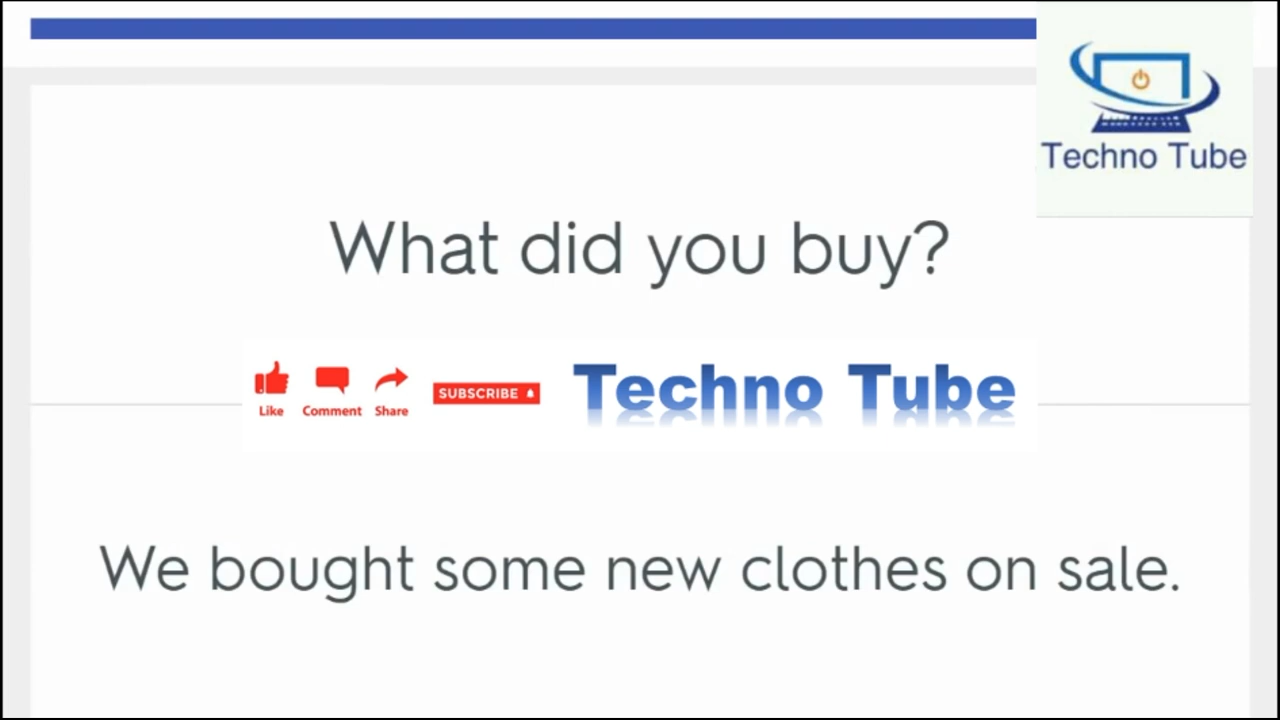 Techno Tube
What did you buy?
Like Comment Share SUBSCRIBE Techno Tube
We bought some new clothes on sale.